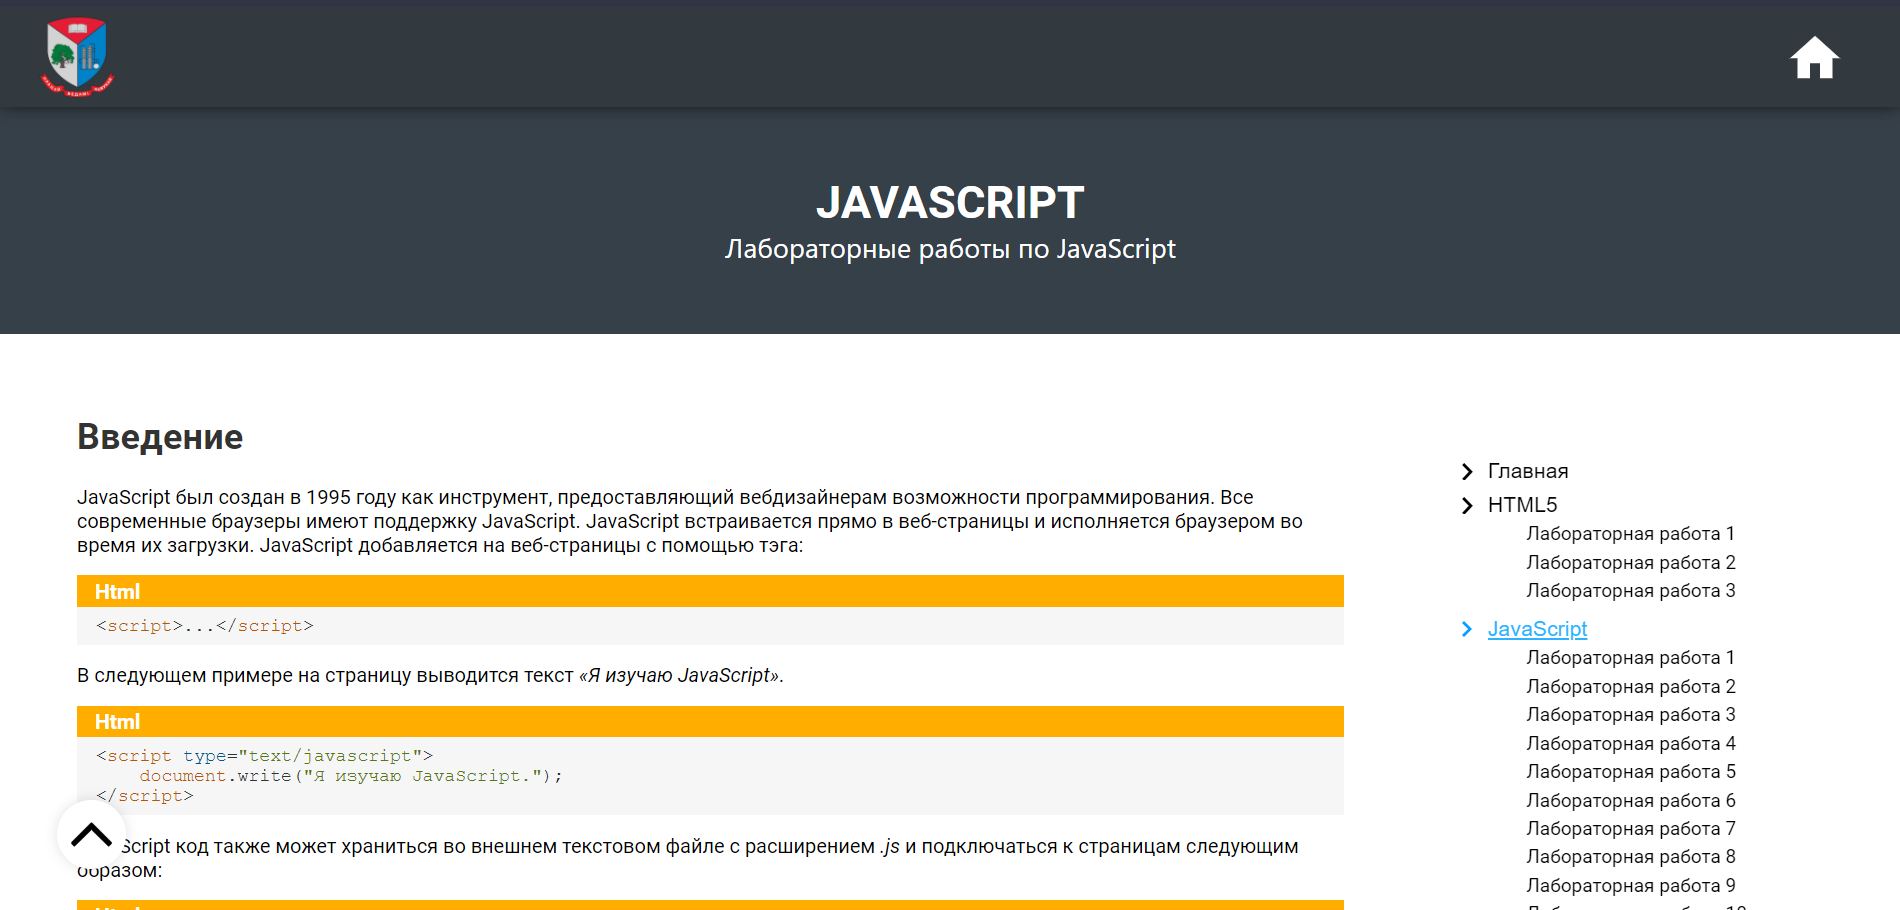 JAVASCRIPT
Лабораторные работы по JavaScript
Введение
JavaScript был создан в 1995 году как инструмент, предоставляющий вебдизайнерам возможности программирования. Все
современные браузеры имеют поддержку JavaScript. JavaScript встраивается прямо в веб-страницы и исполняется браузером во
время их загрузки. JavaScript добавляется на веб-страницы с помощью тэга:
Html
<script>...</script>
В следующем примере на страницу выводится текст «Я изучаю JavaScript».
Html
<script type="text/javascript">
document.write("Я изучаю JavaScript.");
</script>
Script код также может храниться во внешнем текстовом файле с расширением .js и подключаться к страницам следующим
образом:
Html
Главная
HTML5
Лабораторная работа 1
Лабораторная работа 2
Лабораторная работа 3
JavaScript
Лабораторная работа 1
Лабораторная работа 2
Лабораторная работа 3
Лабораторная работа 4
Лабораторная работа 5
Лабораторная работа 6
Лабораторная работа 7
Лабораторная работа 8
Лабораторная работа 9
Лабораторная работа 10